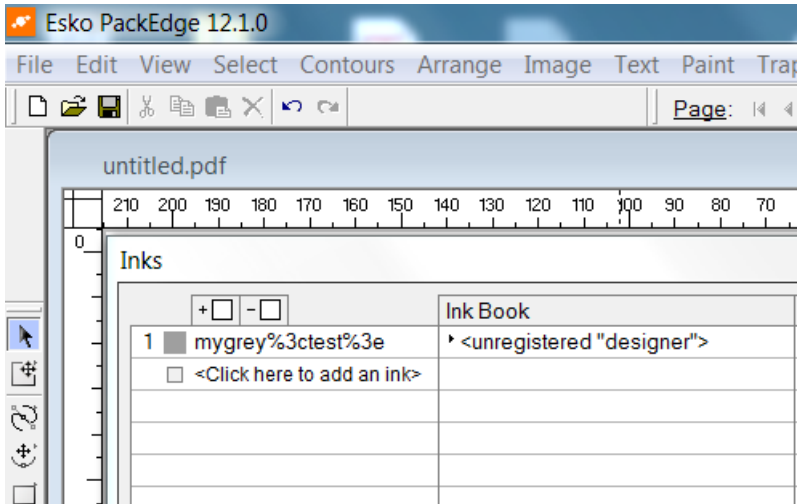 Esko PackEdge 12.1.0
File Edit View Select Contours Arrange Image Text Paint Trap
Page:
untitled.pdf
210 200 190 180 170 160 150 140 130 120 110 100 90 80 70
0
Inks
+ - Ink Book
1 mygrey%3ctest%3e <unregistered "designer">
<Click here to add an ink>